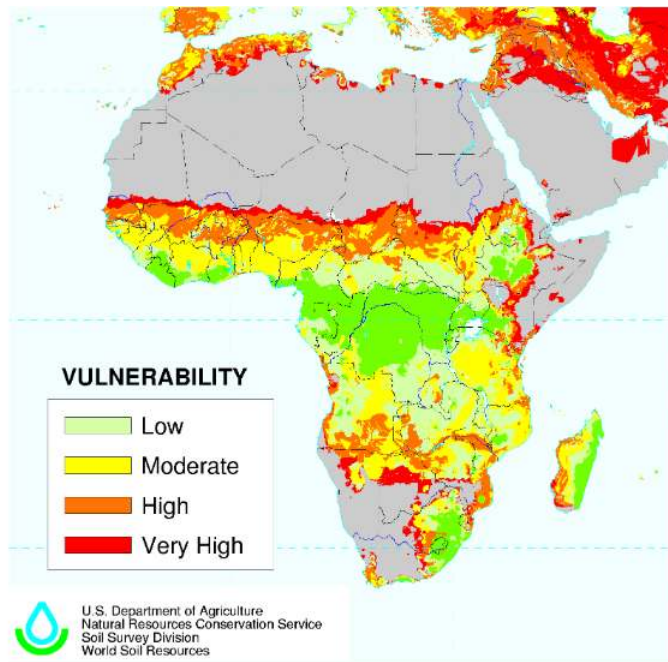 VULNERABILITY
Low
Moderate
High
Very High
U.S. Department of Agriculture
Natural Resources Conservation Service
Soil Survey Division
World Soil Resources